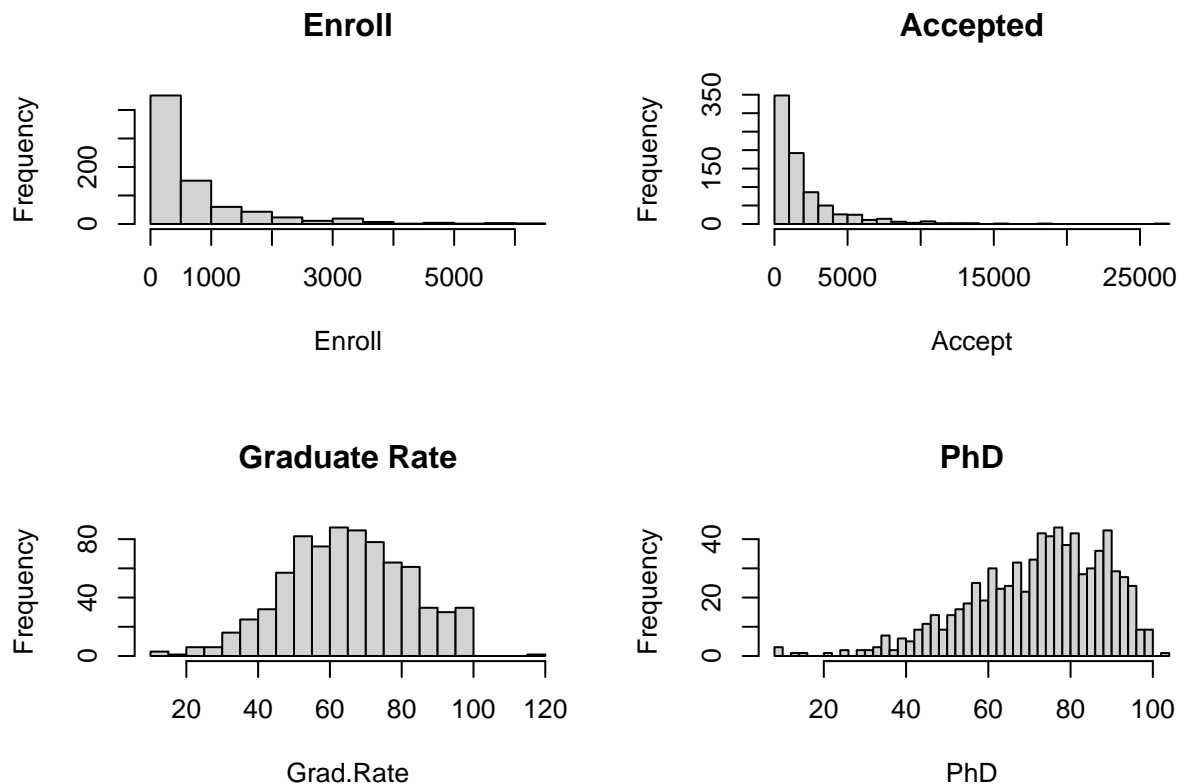 Enroll
Frequency
0 200
0 1000 3000 5000
Enroll
Accepted
Frequency
0 150 350
0 5000 15000 25000
Accept
Graduate Rate
Frequency
0 40 80
20 40 60 80 100 120
Grad.Rate
PhD
Frequency
0 20 40
20 40 60 80 100
PhD